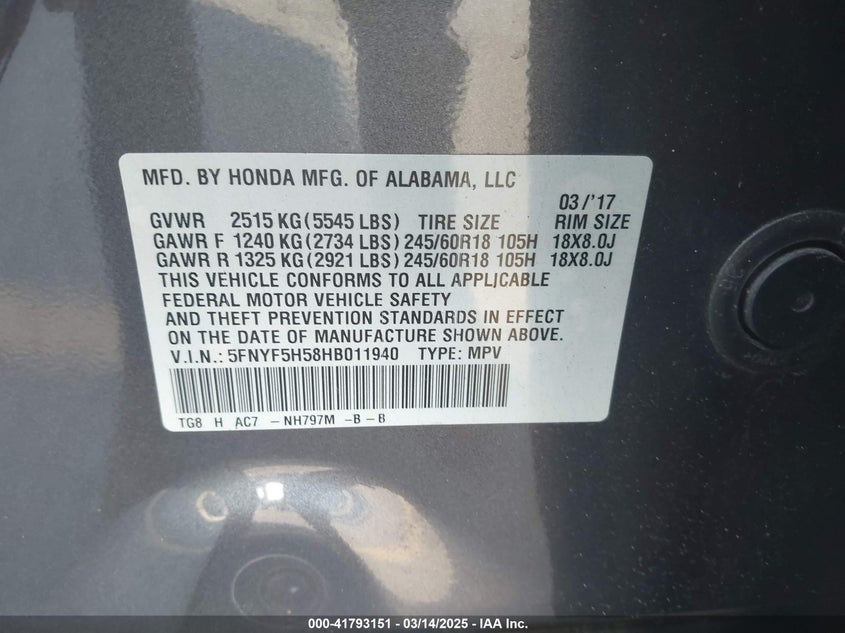 MFD. BY HONDA MFG. OF ALABAMA, LLC
03/'17
GVWR 2515 KG (5545 LBS) TIRE SIZE RIM SIZE
GAWR F 1240 KG (2734 LBS) 245/60R18 105H 18X8.0J
GAWR R 1325 KG (2921 LBS) 245/60R18 105H 18X8.0J
THIS VEHICLE CONFORMS TO ALL APPLICABLE
FEDERAL MOTOR VEHICLE SAFETY
AND THEFT PREVENTION STANDARDS IN EFFECT
ON THE DATE OF MANUFACTURE SHOWN ABOVE.
V.I.N.: 5FNYF5H58HB011940 TYPE: MPV
TG8 H AC7 -NH797M -B-B
000-41793151 / 03/14/2025 - IAA Inc.